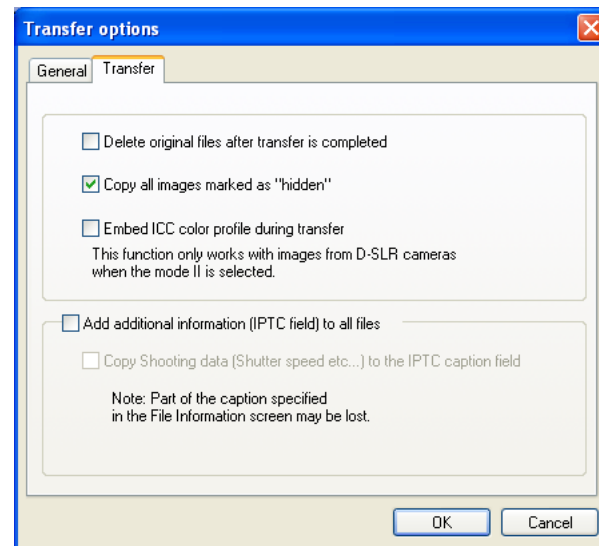 Transfer options
General Transfer
Delete original files after transfer is completed
Copy all images marked as "hidden"
Embed ICC color profile during transfer
This function only works with images from D-SLR cameras
when the mode II is selected.
Add additional information (IPTC field) to all files
Copy Shooting data (Shutter speed etc...) to the IPTC caption field
Note: Part of the caption specified
in the File Information screen may be lost.
OK Cancel